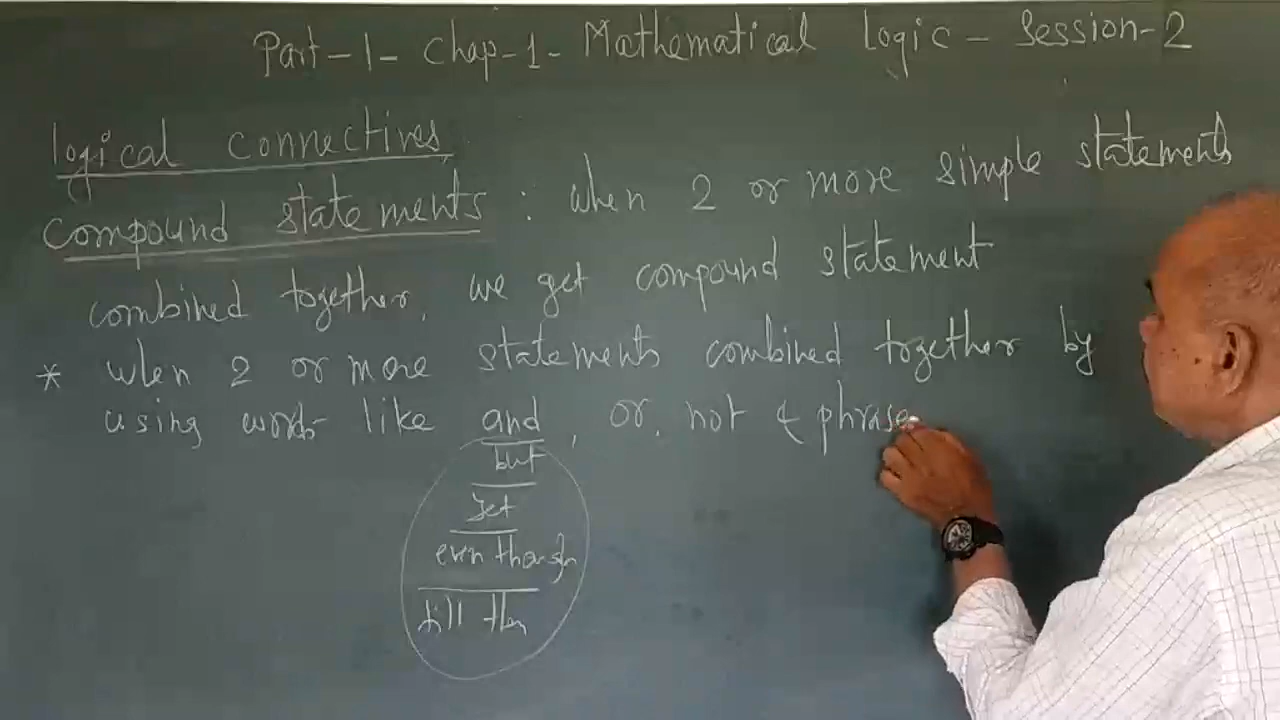 Part-1- Chap-1- Mathematical Logic - Session-2
logical connectives,
compound statements : when 2 or more simple statements
combined together, we get compound statement
* when 2 or more statements combined together by
using words like and, or, not & phrase
but
Yet
even though
till then